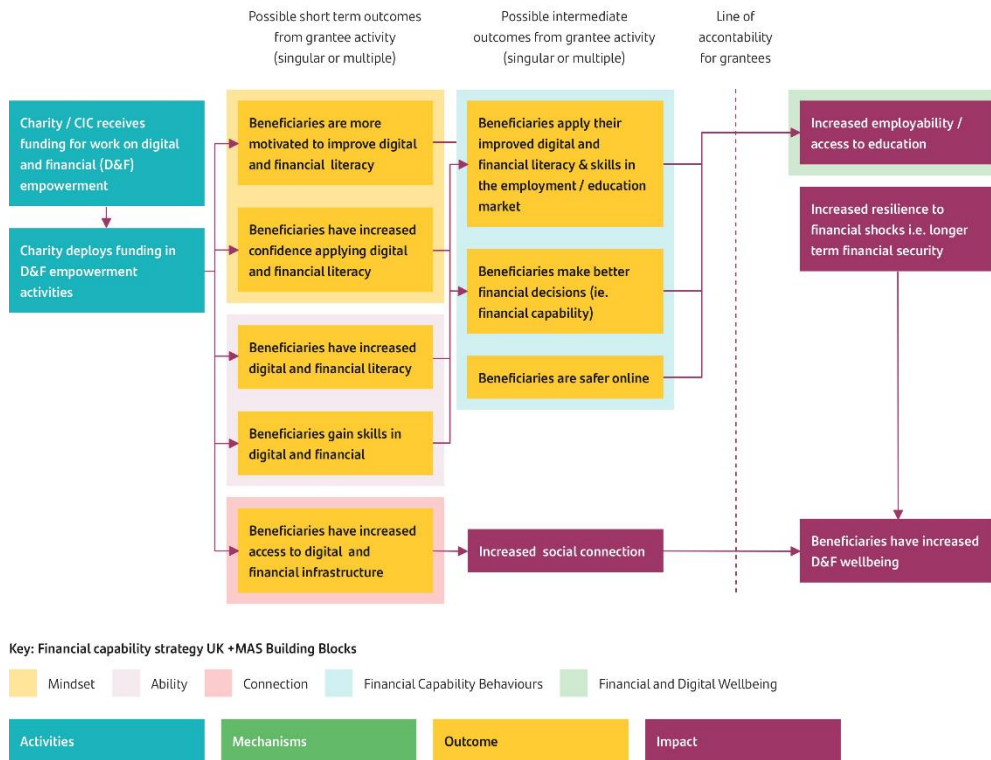 Possible short term outcomes
from grantee activity
(singular or multiple)
Possible intermediate
outcomes from grantee activity
(singular or multiple)
Line of
accontability
for grantees
Charity / CIC receives
funding for work on digital
and financial (D&F)
empowerment
Charity deploys funding in
D&F empowerment
activities
Beneficiaries are more
motivated to improve digital
and financial literacy
Beneficiaries have increased
confidence applying digital
and financial literacy
Beneficiaries have increased
digital and financial literacy
Beneficiaries gain skills in
digital and financial
Beneficiaries have increased
access to digital and
financial infrastructure
Beneficiaries apply their
improved digital and
financial literacy & skills in
the employment / education
market
Beneficiaries make better
financial decisions (ie.
financial capability)
Beneficiaries are safer online
Increased social connection
Increased employability /
access to education
Increased resilience to
financial shocks i.e. longer
term financial security
Beneficiaries have increased
D&F wellbeing
Key: Financial capability strategy UK +MAS Building Blocks
Mindset
Ability
Connection
Financial Capability Behaviours
Financial and Digital Wellbeing
Activities
Mechanisms
Outcome
Impact